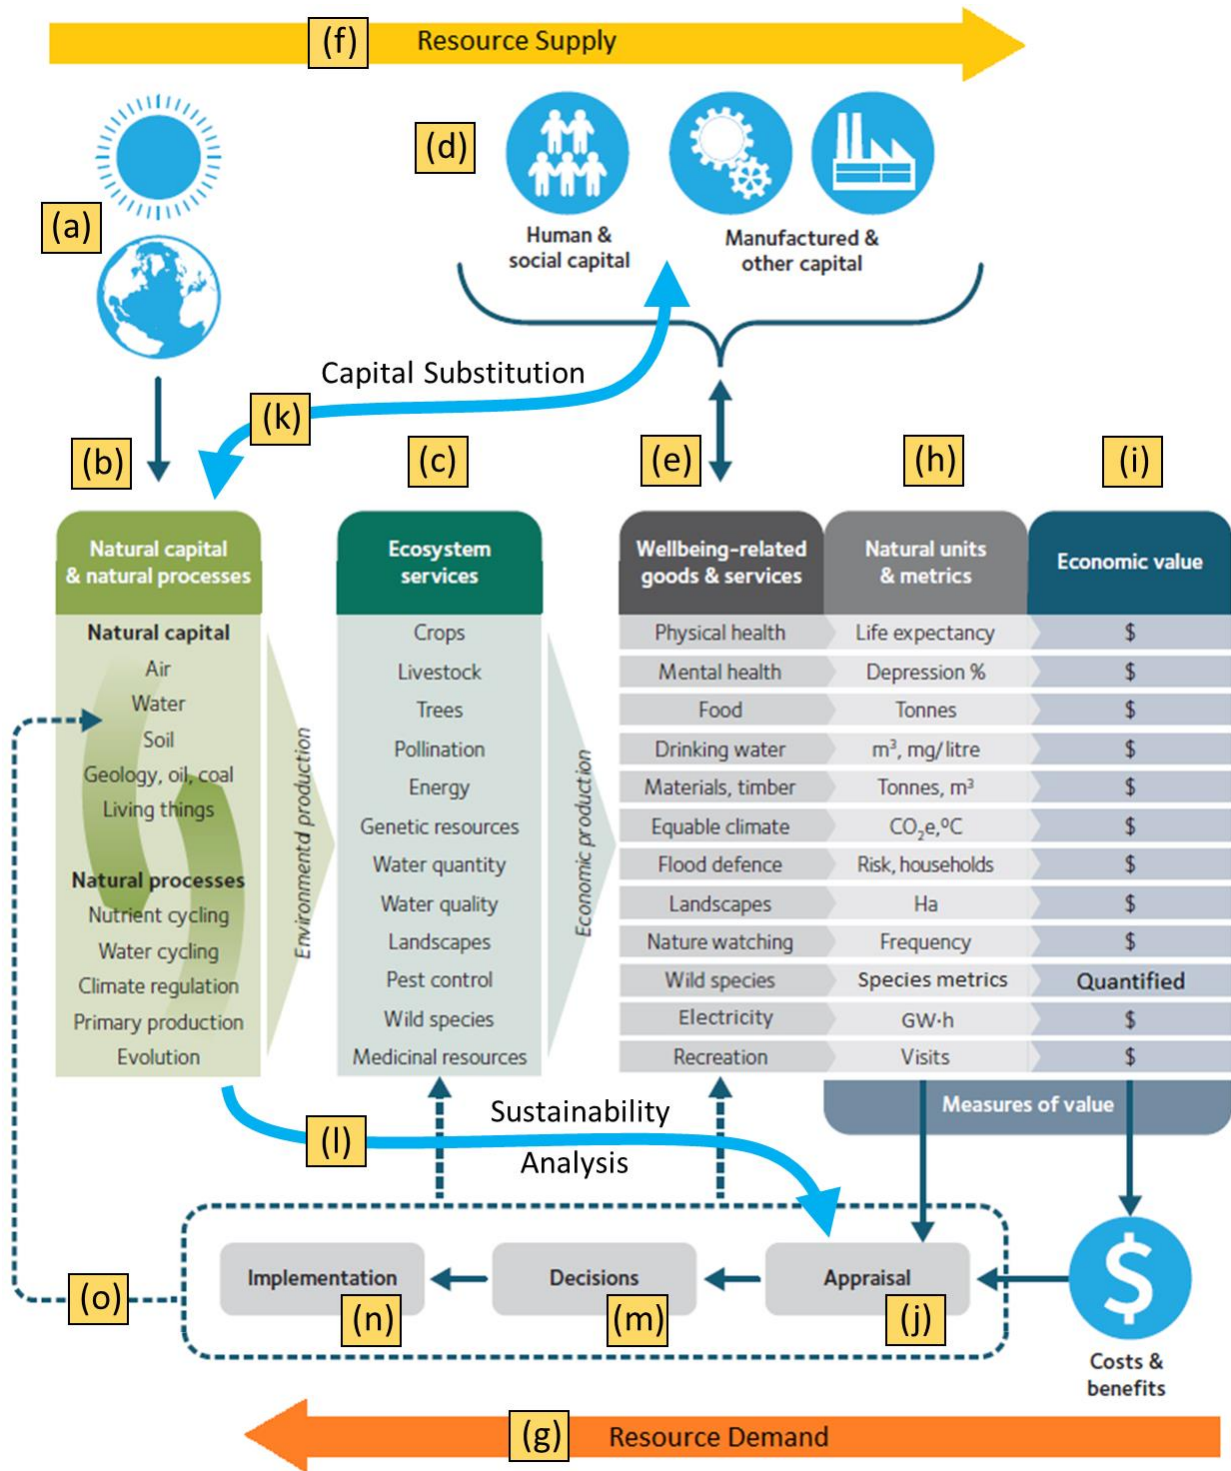 (f) Resource Supply
(a)
(d)
Human &
social capital
Manufactured &
other capital
Capital Substitution
(k)
(b)
(c)
(e)
(h)
(i)
Natural capital
& natural processes
Natural capital
Air
Water
Soil
Geology, oil, coal
Living things
Natural processes
Nutrient cycling
Water cycling
Climate regulation
Primary production
Evolution
Environmentd production
Ecosystem
services
Crops
Livestock
Trees
Pollination
Energy
Genetic resources
Water quantity
Water quality
Landscapes
Pest control
Wild species
Medicinal resources
Economic production
Wellbeing-related
goods & services
Natural units
& metrics
Economic value
Physical health Life expectancy $
Mental health Depression % $
Food Tonnes $
Drinking water m³, mg/litre $
Materials, timber Tonnes, m³ $
Equable climate CO₂e,ºC $
Flood defence Risk, households $
Landscapes Ha $
Nature watching Frequency $
Wild species Species metrics Quantified
Electricity GW·h $
Recreation Visits $
Measures of value
(l)
Sustainability
Analysis
(o)
Implementation
(n)
Decisions
(m)
Appraisal
(j)
$
Costs &
benefits
(g) Resource Demand